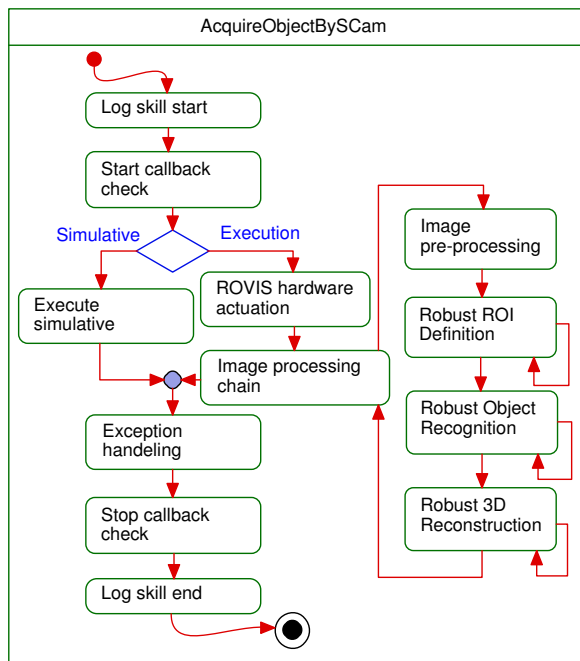 AcquireObjectBySCam
Log skill start
Start callback
check
Simulative
Execution
Execute
simulative
ROVIS hardware
actuation
Image processing
chain
Exception
handeling
Stop callback
check
Log skill end
Image
pre-processing
Robust ROI
Definition
Robust Object
Recognition
Robust 3D
Reconstruction